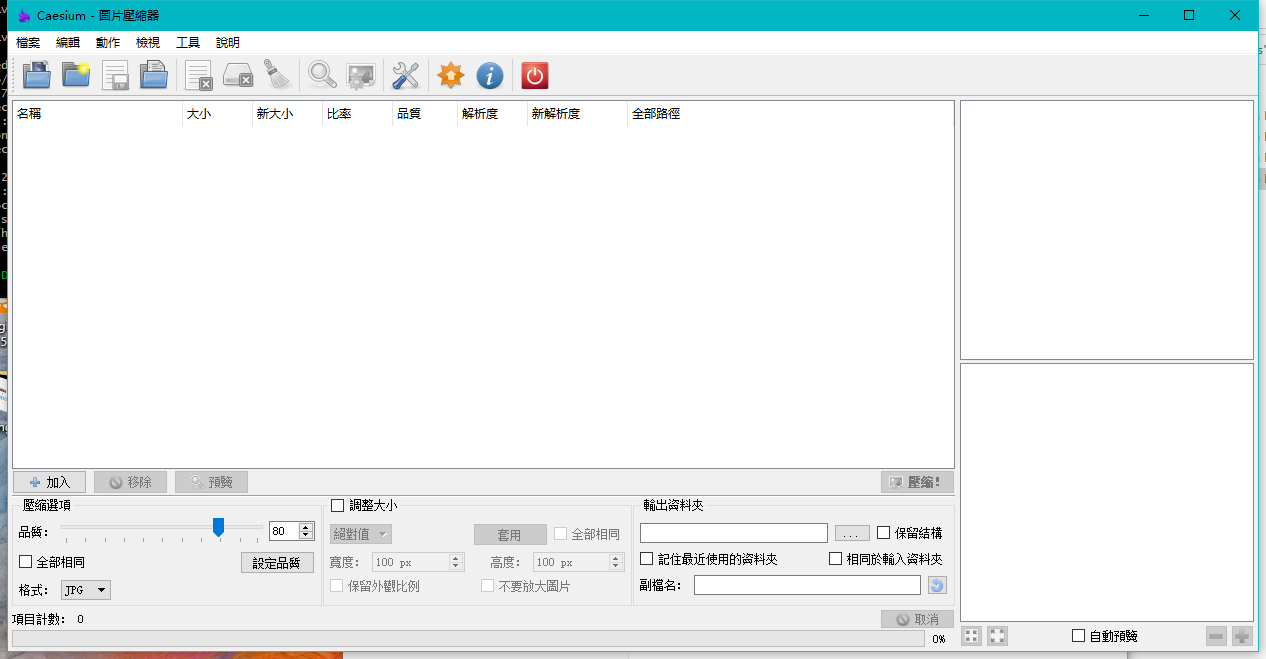 Caesium - 圖片壓縮器
檔案 編輯 動作 檢視 工具 說明
名稱 大小 新大小 比率 品質 解析度 新解析度 全部路徑
加入 移除 預覽 壓縮!
壓縮選項 調整大小 輸出資料夾
品質: 80 絕對值 套用 全部相同 ... 保留結構
全部相同 設定品質 寬度: 100 px 高度: 100 px 記住最近使用的資料夾 相同於輸入資料夾
格式: JPG 保留外觀比例 不要放大圖片 副檔名:
項目計數: 0 取消
0% 自動預覽